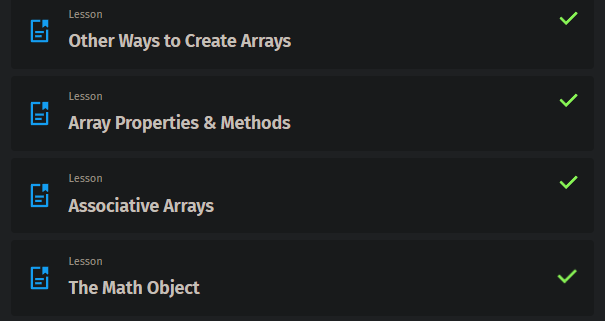 Lesson
Other Ways to Create Arrays
Lesson
Array Properties & Methods
Lesson
Associative Arrays
Lesson
The Math Object